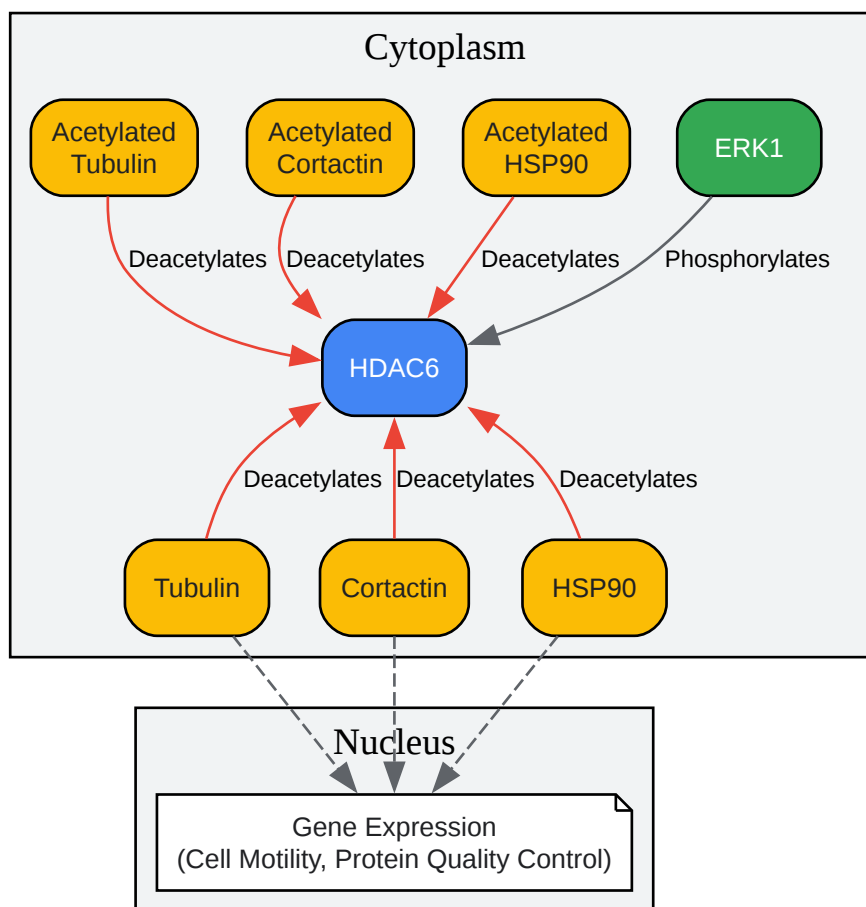 Cytoplasm
Acetylated
Tubulin
Acetylated
Cortactin
Acetylated
HSP90
ERK1
Deacetylates
Deacetylates
Deacetylates
Phosphorylates
HDAC6
Deacetylates
Deacetylates
Deacetylates
Tubulin
Cortactin
HSP90
Nucleus
Gene Expression
(Cell Motility, Protein Quality Control)